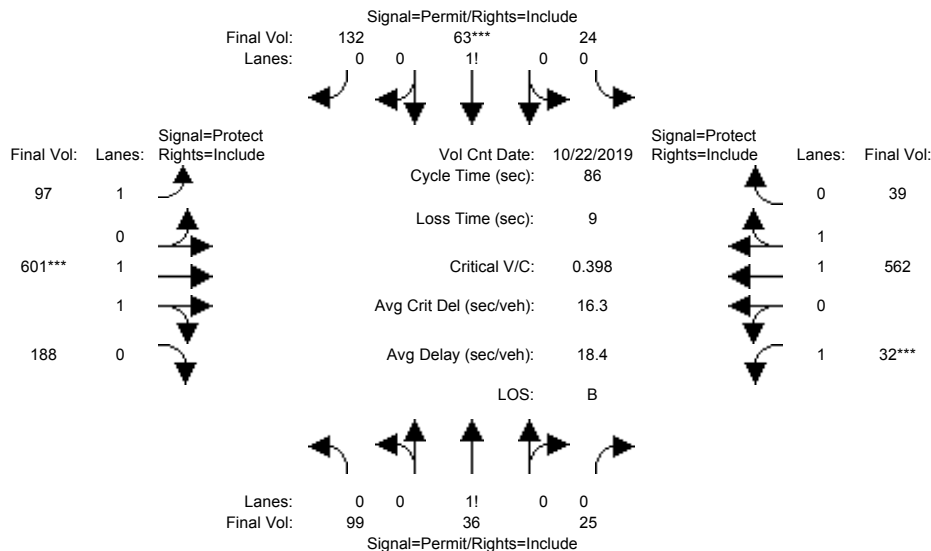 Signal=Permit/Rights=Include
Final Vol: 132 63*** 24
Lanes: 0 0 1! 0 0
Signal=Protect Signal=Protect
Final Vol: Lanes: Rights=Include Vol Cnt Date: 10/22/2019 Rights=Include Lanes: Final Vol:
Cycle Time (sec): 86
97 1 0 39
Loss Time (sec): 9
0 1
601*** 1 Critical V/C: 0.398 1 562
1 Avg Crit Del (sec/veh): 16.3 0
188 0 Avg Delay (sec/veh): 18.4 1 32***
LOS: B
Lanes: 0 0 1! 0 0
Final Vol: 99 36 25
Signal=Permit/Rights=Include